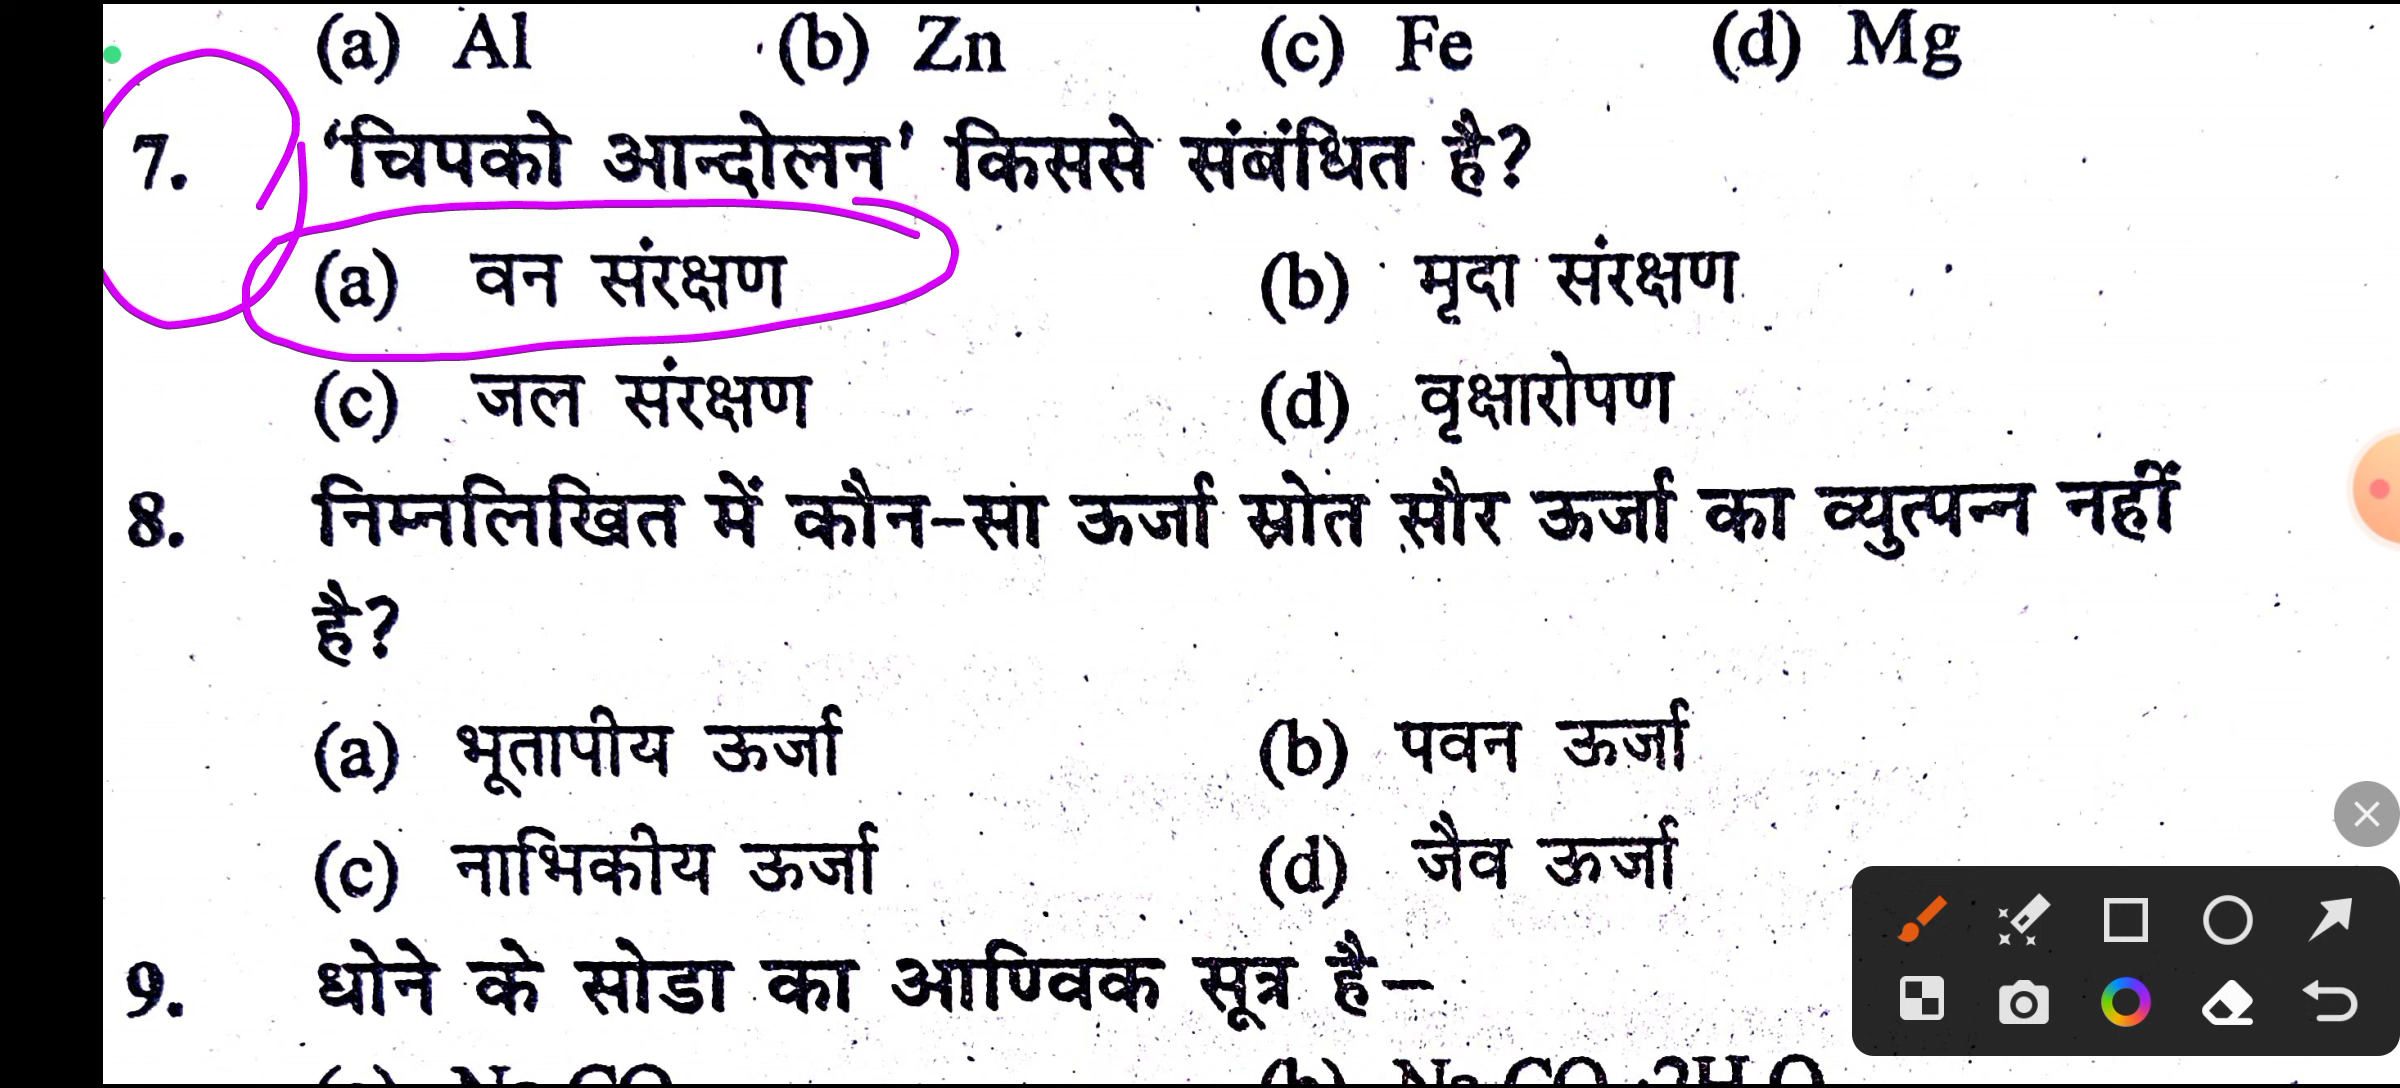 (a) Al (b) Zn (c) Fe (d) Mg
7. ‘चिपको आन्दोलन’ किससे संबंधित है?
(a) वन संरक्षण (b) मृदा संरक्षण
(c) जल संरक्षण (d) वृक्षारोपण
8. निम्नलिखित में कौन-सा ऊर्जा स्रोत सौर ऊर्जा का व्युत्पन्न नहीं
है?
(a) भूतापीय ऊर्जा (b) पवन ऊर्जा
(c) नाभिकीय ऊर्जा (d) जैव ऊर्जा
9. धोने के सोडा का आण्विक सूत्र है–